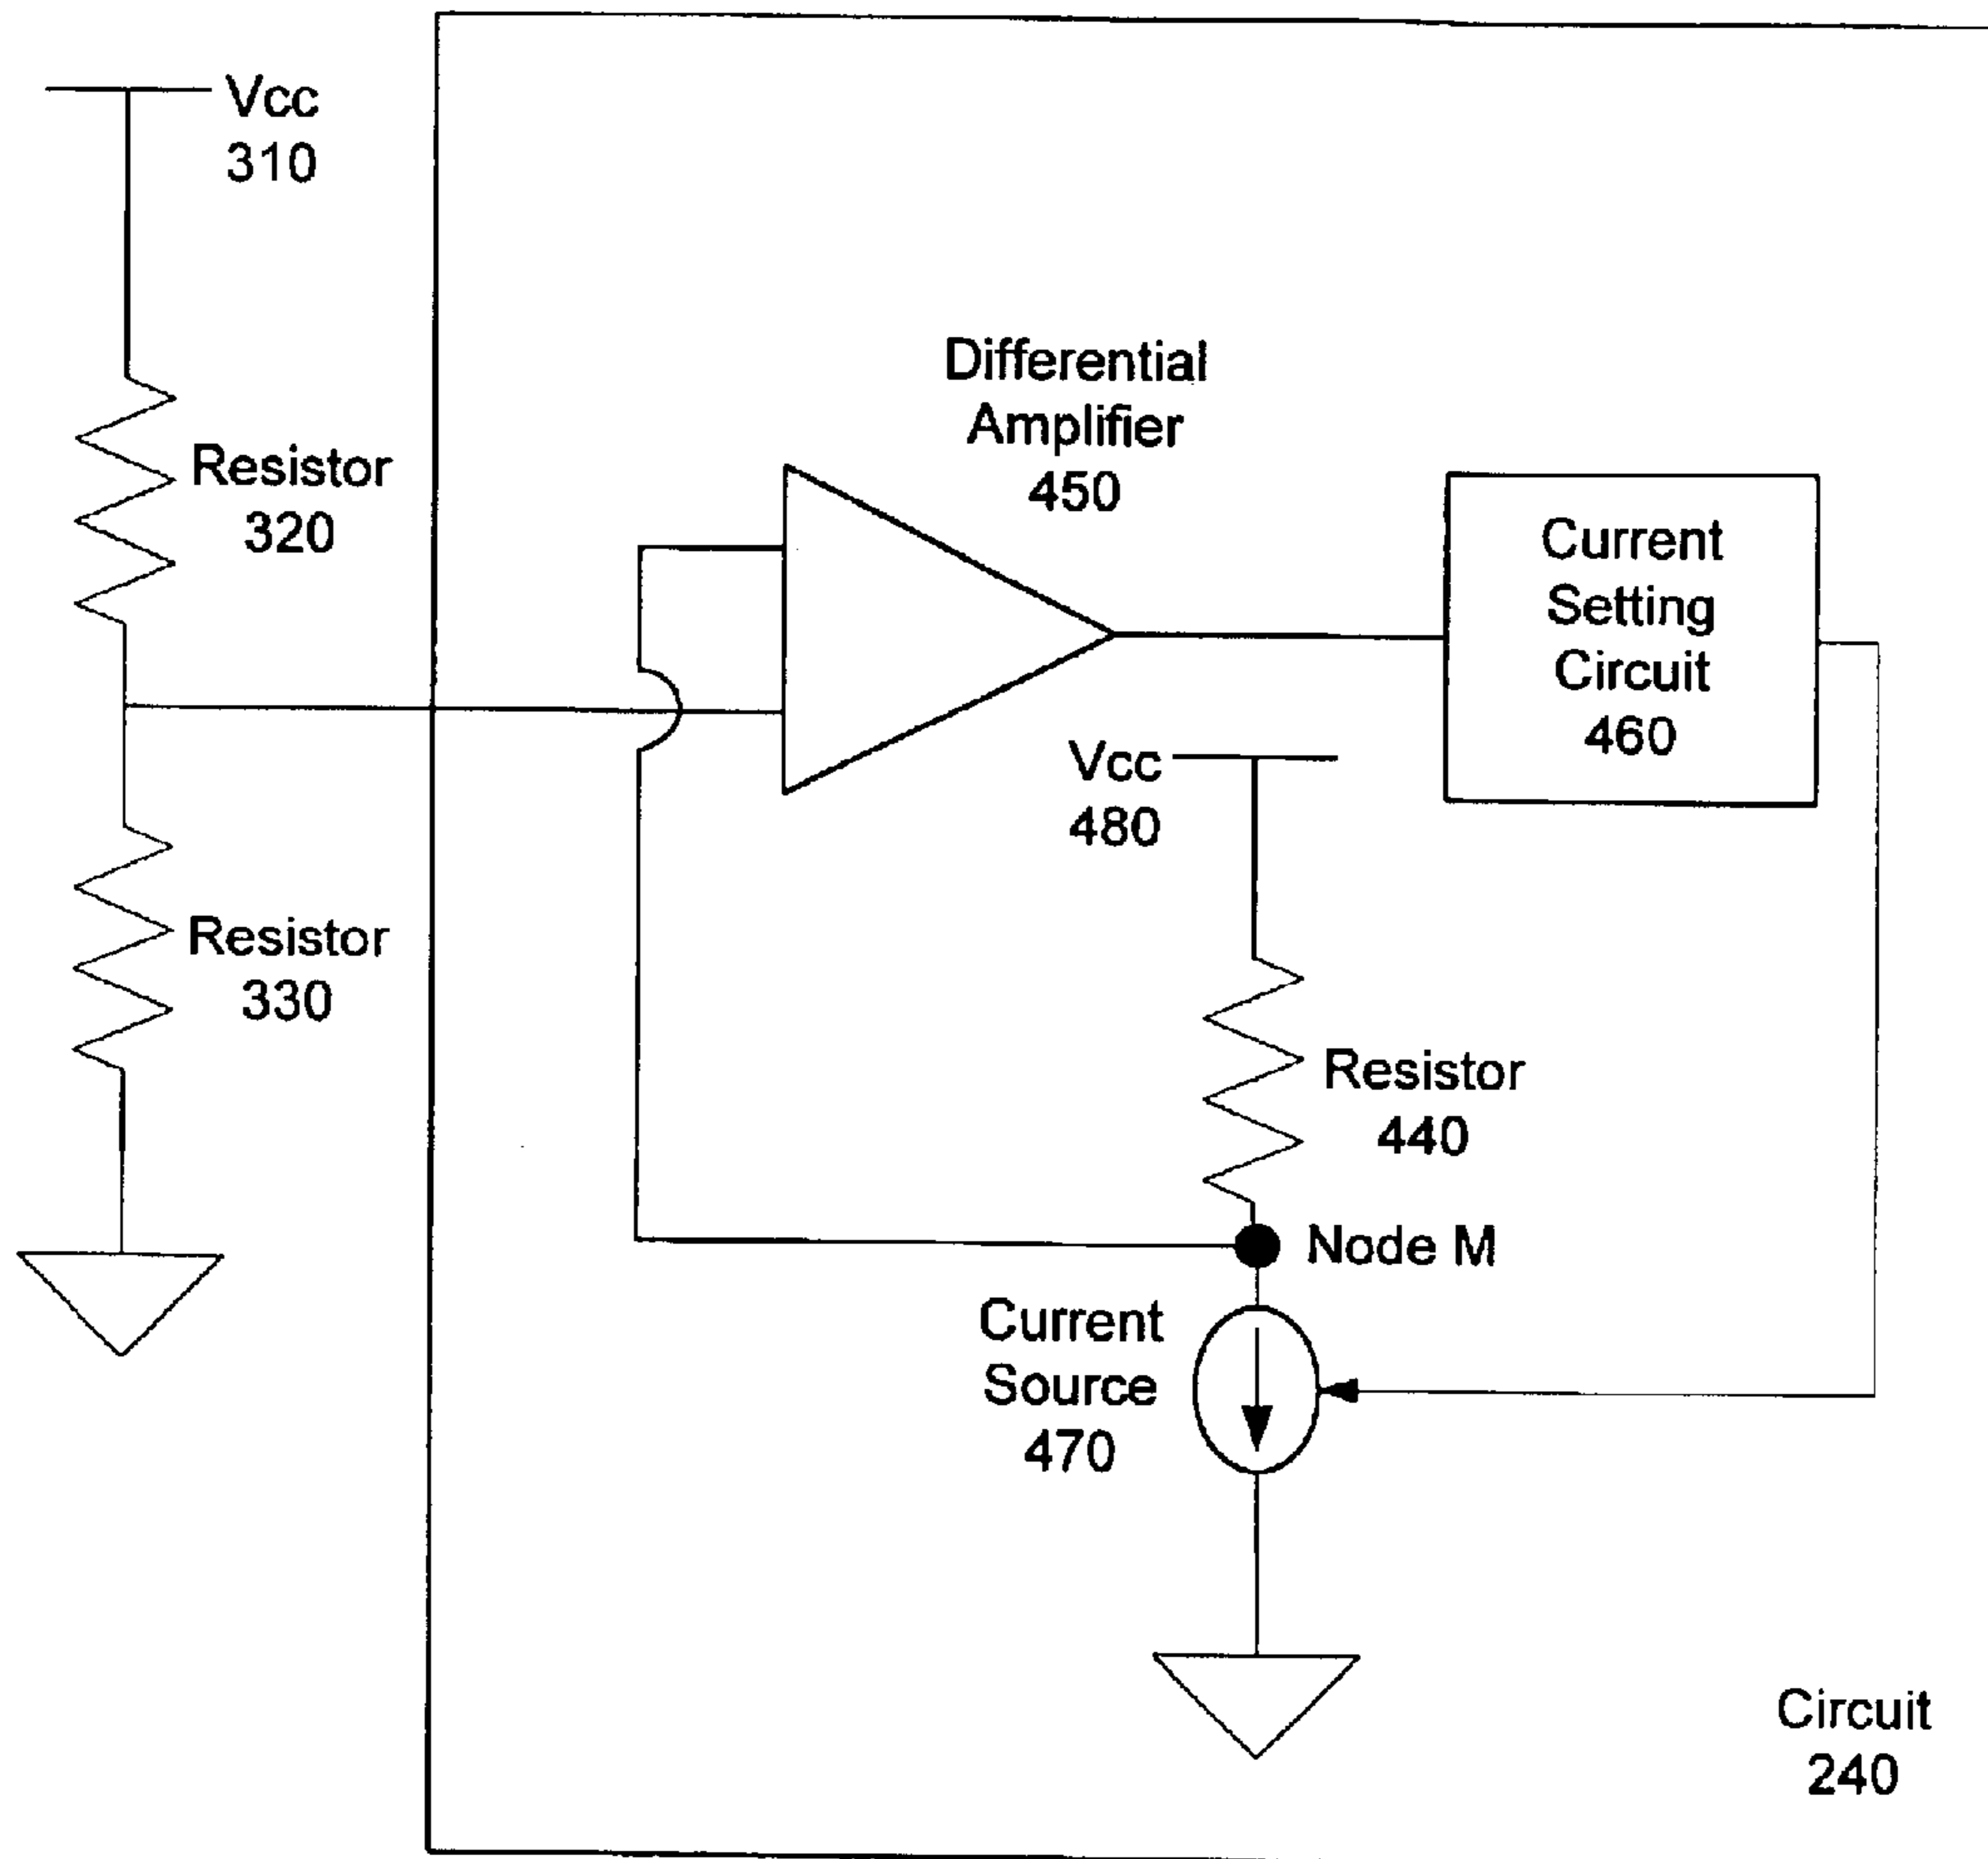 Vcc
310
Resistor
320
Resistor
330
Differential
Amplifier
450
Current
Setting
Circuit
460
Vcc
480
Resistor
440
Node M
Current
Source
470
Circuit
240